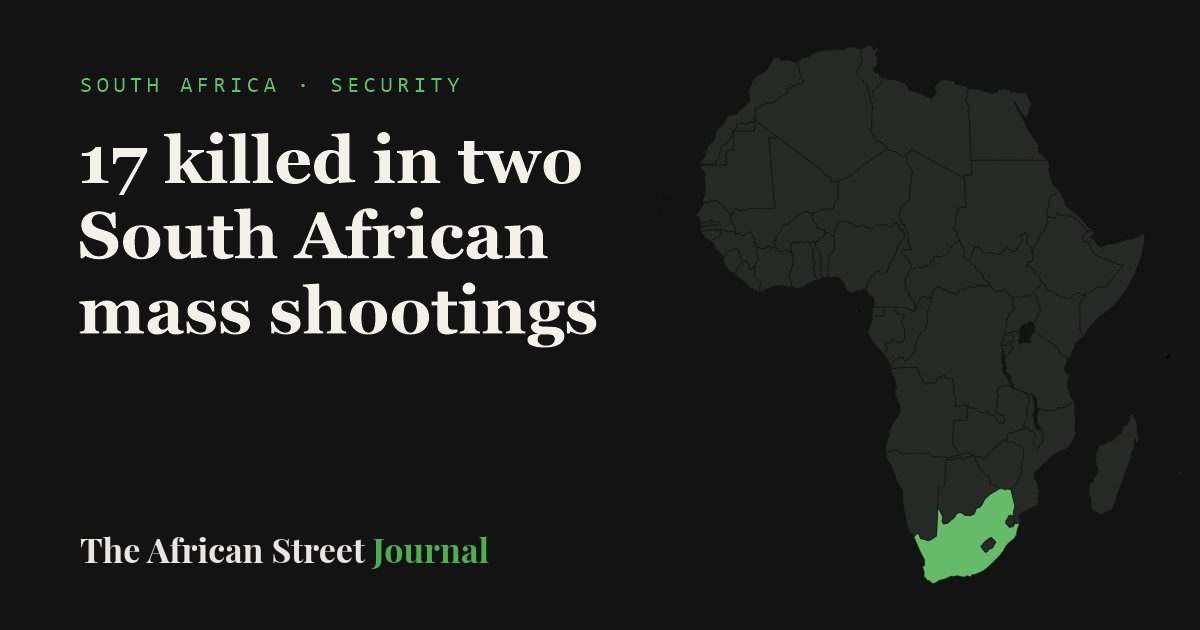 SOUTH AFRICA · SECURITY
17 killed in two
South African
mass shootings
The African Street Journal